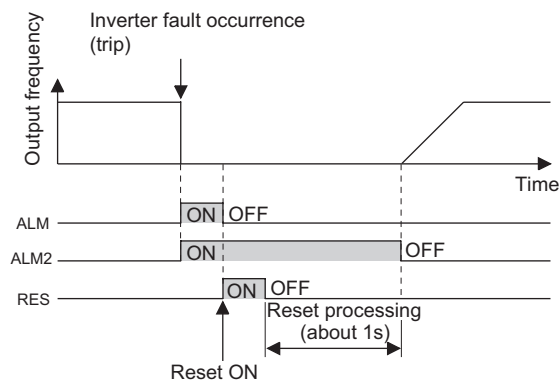 Inverter fault occurrence
(trip)
Output frequency
Time
ALM
ON
OFF
ALM2
ON
OFF
RES
ON
OFF
Reset processing
(about 1s)
Reset ON